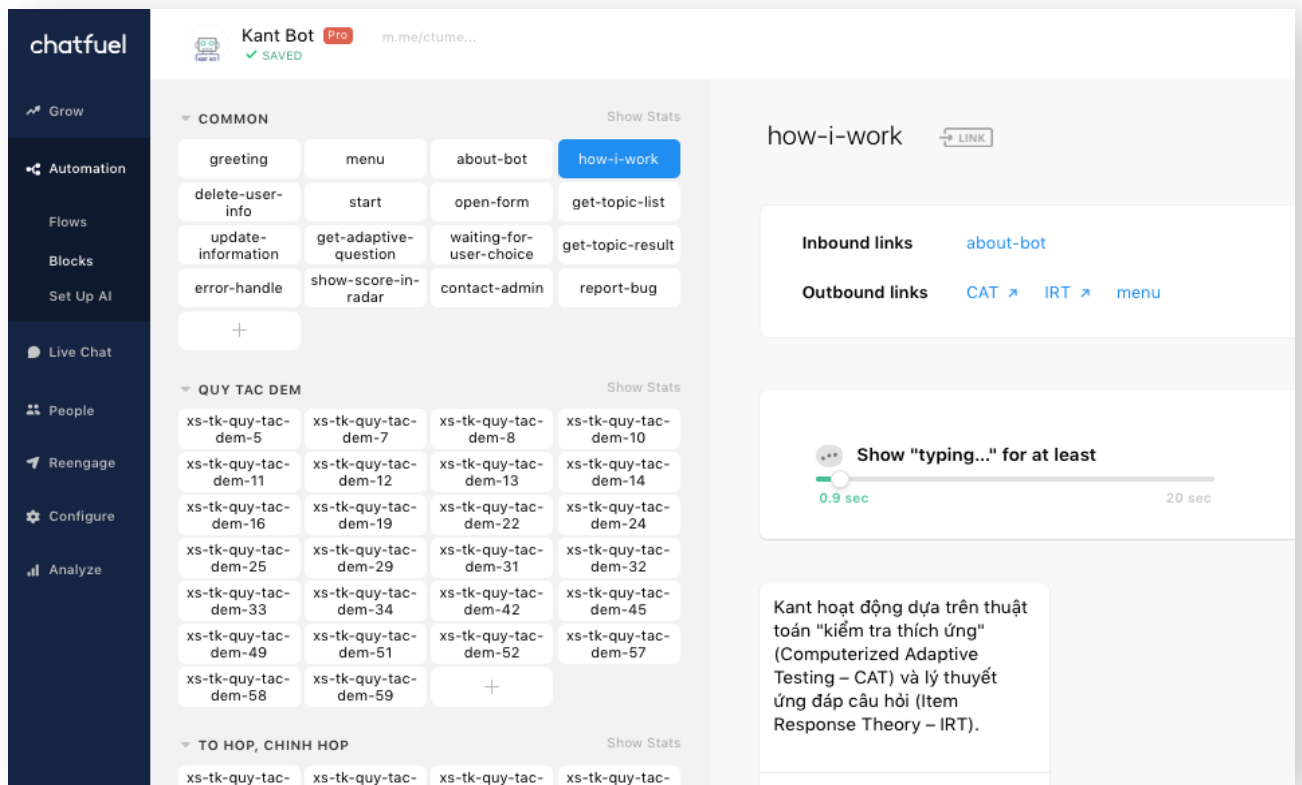 chatfuel
Kant Bot Pro m.me/ctume...
SAVED
Grow
Automation
Flows
Blocks
Set Up AI
Live Chat
People
Reengage
Configure
Analyze
COMMON Show Stats
greeting menu about-bot how-i-work
delete-user-info start open-form get-topic-list
update-information get-adaptive-question waiting-for-user-choice get-topic-result
error-handle show-score-in-radar contact-admin report-bug
QUY TAC DEM Show Stats
xs-tk-quy-tac-dem-5 xs-tk-quy-tac-dem-7 xs-tk-quy-tac-dem-8 xs-tk-quy-tac-dem-10
xs-tk-quy-tac-dem-11 xs-tk-quy-tac-dem-12 xs-tk-quy-tac-dem-13 xs-tk-quy-tac-dem-14
xs-tk-quy-tac-dem-16 xs-tk-quy-tac-dem-19 xs-tk-quy-tac-dem-22 xs-tk-quy-tac-dem-24
xs-tk-quy-tac-dem-25 xs-tk-quy-tac-dem-29 xs-tk-quy-tac-dem-31 xs-tk-quy-tac-dem-32
xs-tk-quy-tac-dem-33 xs-tk-quy-tac-dem-34 xs-tk-quy-tac-dem-42 xs-tk-quy-tac-dem-45
xs-tk-quy-tac-dem-49 xs-tk-quy-tac-dem-51 xs-tk-quy-tac-dem-52 xs-tk-quy-tac-dem-57
xs-tk-quy-tac-dem-58 xs-tk-quy-tac-dem-59
TO HOP, CHINH HOP Show Stats
xs-tk-quy-tac- xs-tk-quy-tac- xs-tk-quy-tac- xs-tk-quy-tac-
how-i-work LINK
Inbound links about-bot
Outbound links CAT IRT menu
Show "typing..." for at least
0.9 sec 20 sec
Kant hoạt động dựa trên thuật
toán "kiểm tra thích ứng"
(Computerized Adaptive
Testing – CAT) và lý thuyết
ứng đáp câu hỏi (Item
Response Theory – IRT).